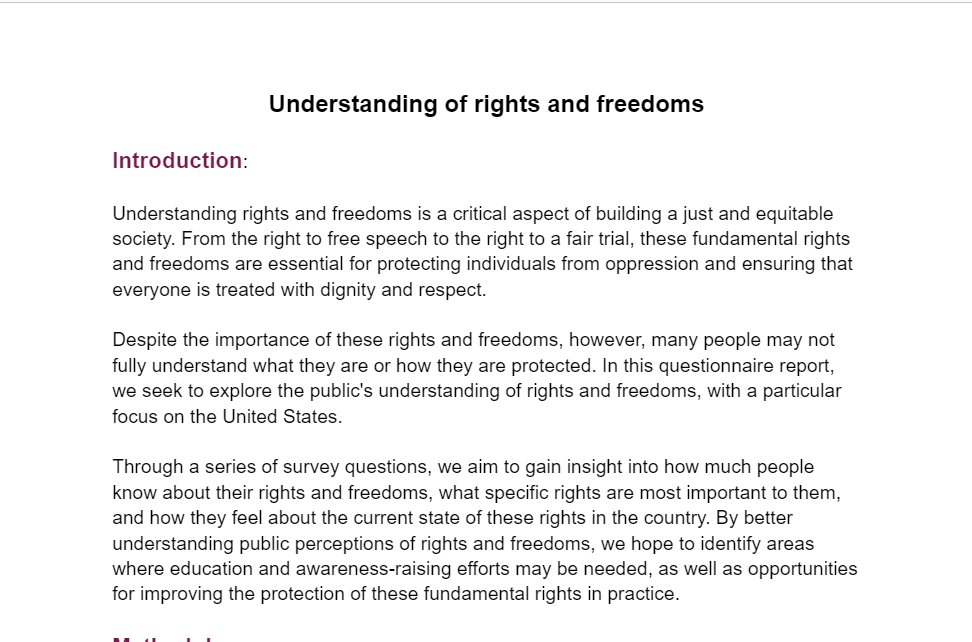 Understanding of rights and freedoms
Introduction:
Understanding rights and freedoms is a critical aspect of building a just and equitable
society. From the right to free speech to the right to a fair trial, these fundamental rights
and freedoms are essential for protecting individuals from oppression and ensuring that
everyone is treated with dignity and respect.
Despite the importance of these rights and freedoms, however, many people may not
fully understand what they are or how they are protected. In this questionnaire report,
we seek to explore the public's understanding of rights and freedoms, with a particular
focus on the United States.
Through a series of survey questions, we aim to gain insight into how much people
know about their rights and freedoms, what specific rights are most important to them,
and how they feel about the current state of these rights in the country. By better
understanding public perceptions of rights and freedoms, we hope to identify areas
where education and awareness-raising efforts may be needed, as well as opportunities
for improving the protection of these fundamental rights in practice.